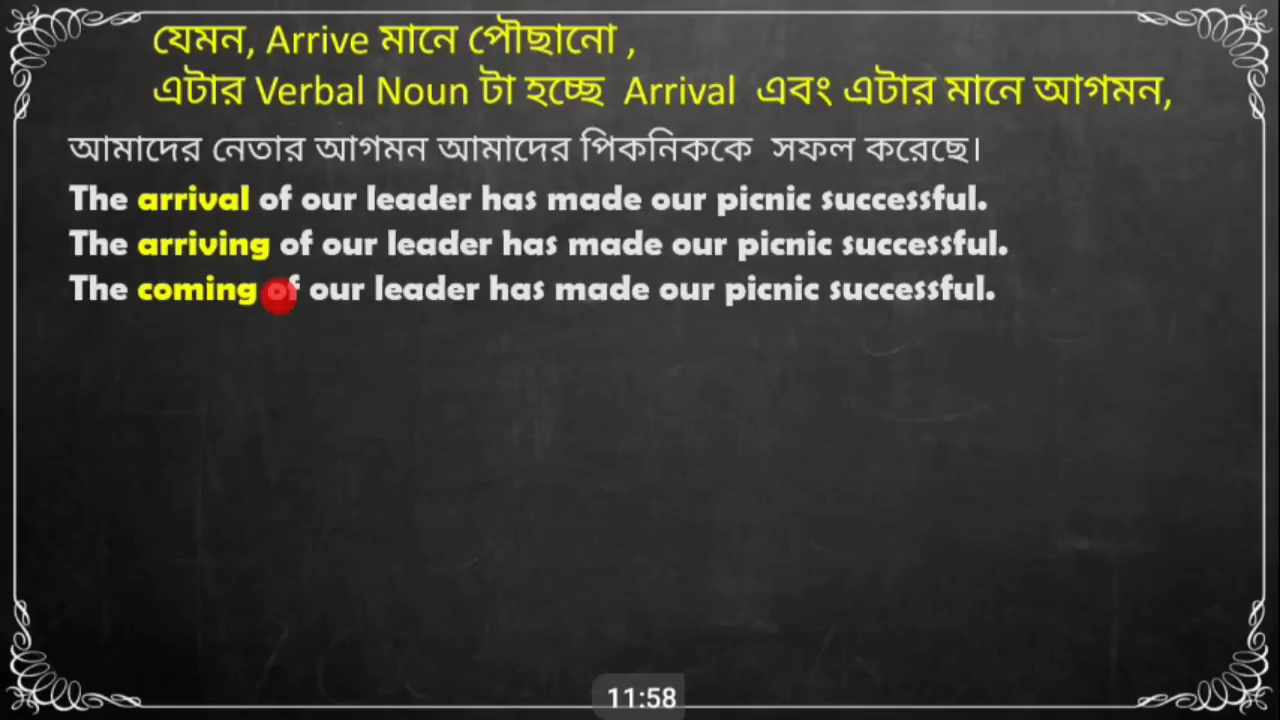 যেমন, Arrive মানে পৌছানো ,
এটার Verbal Noun টা হচ্ছে Arrival এবং এটার মানে আগমন,
আমাদের নেতার আগমন আমাদের পিকনিককে সফল করেছে।
The arrival of our leader has made our picnic successful.
The arriving of our leader has made our picnic successful.
The coming of our leader has made our picnic successful.
11:58